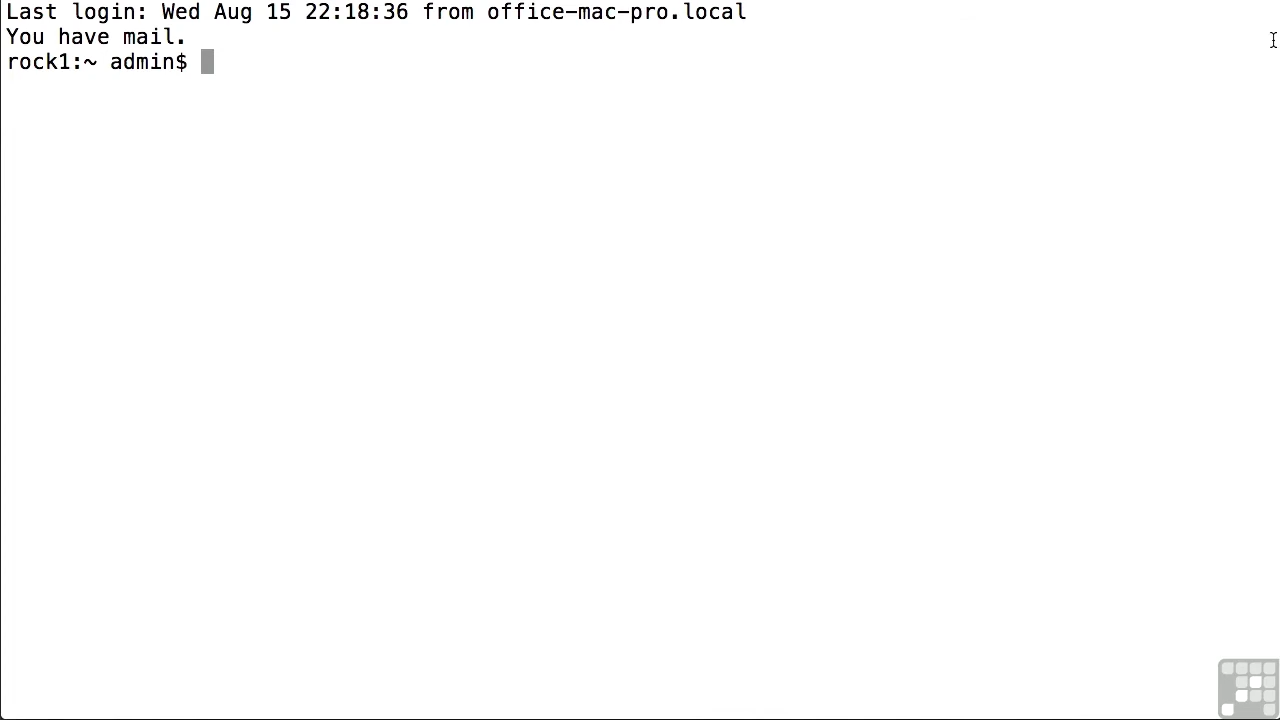 Last login: Wed Aug 15 22:18:36 from office-mac-pro.local
You have mail.
rock1:~ admin$